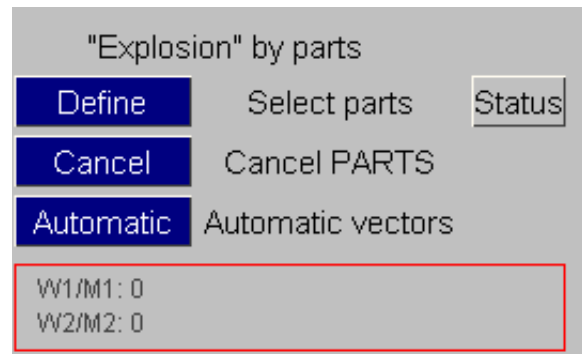 "Explosion" by parts
Define Select parts Status
Cancel Cancel PARTS
Automatic Automatic vectors
W1/M1: 0
W2/M2: 0